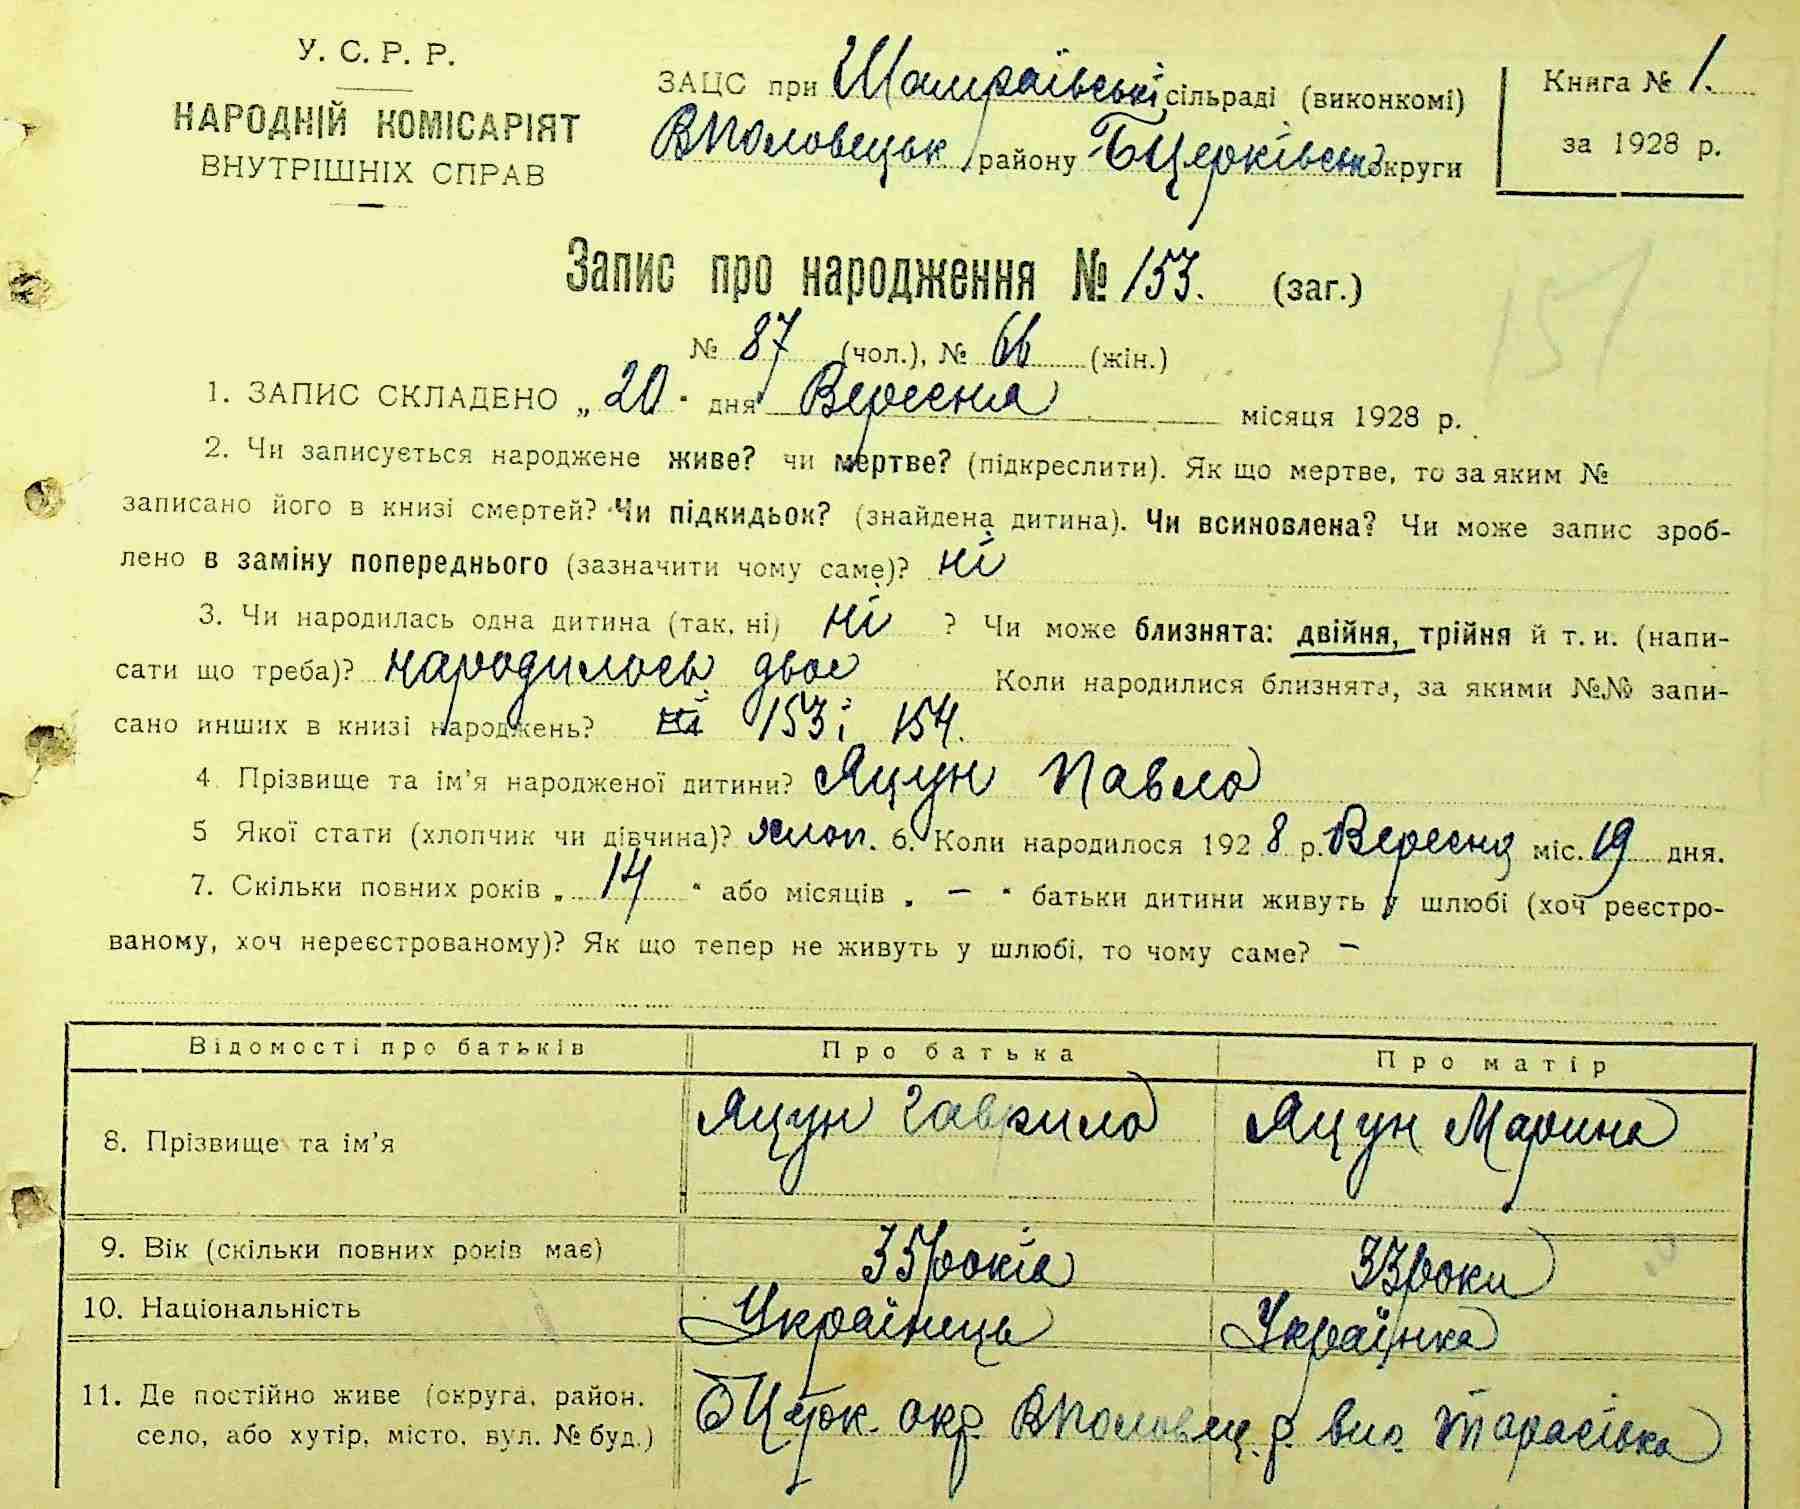 У. С. Р. Р.
НАРОДНІЙ КОМІСАРІЯТ
ВНУТРІШНІХ СПРАВ
ЗАЦС при Шамраївські сільраді (виконкомі)
ВПоловецьк району БЦерківсько округи
Книга № 1.
за 1928 р.
Запис про народження № 153. (заг.)
151
№ 87 (чол.), № 66 (жін.)
1. ЗАПИС СКЛАДЕНО „ 20 " дня Вересня місяця 1928 р.
2. Чи записується народжене живе? чи мертве? (підкреслити). Як що мертве, то за яким №
записано його в книзі смертей? Чи підкидьок? (знайдена дитина). Чи всиновлена? Чи може запис зроб-
лено в заміну попереднього (зазначити чому саме)? ні
3. Чи народилась одна дитина (так, ні) ні ? Чи може близнята: двійня, трійня й т. и. (напи-
сати що треба)? народилось двоє Коли народилися близнята, за якими №№ запи-
сано инших в книзі народжень? ні 153 і 154.
4. Прізвище та ім'я народженої дитини? Яцун Павло
5 Якої стати (хлопчик чи дівчина)? хлоп. 6. Коли народилося 192 8 р. Вересня міс. 19 дня.
7. Скільки повних років „ 14 " або місяців „ – " батьки дитини живуть у шлюбі (хоч реєстро-
ваному, хоч нереєстрованому)? Як що тепер не живуть у шлюбі, то чому саме? –
Відомості про батьків Про батька Про матір
8. Прізвище та ім'я Яцун Гаврило Яцун Марина
9. Вік (скільки повних років має) 35 років 33 роки
10. Національність Українець Українка
11. Де постійно живе (округа, район,
село, або хутір, місто, вул. № буд.) БЦерк. окр. ВПоловец. р. вис. Тарасівка